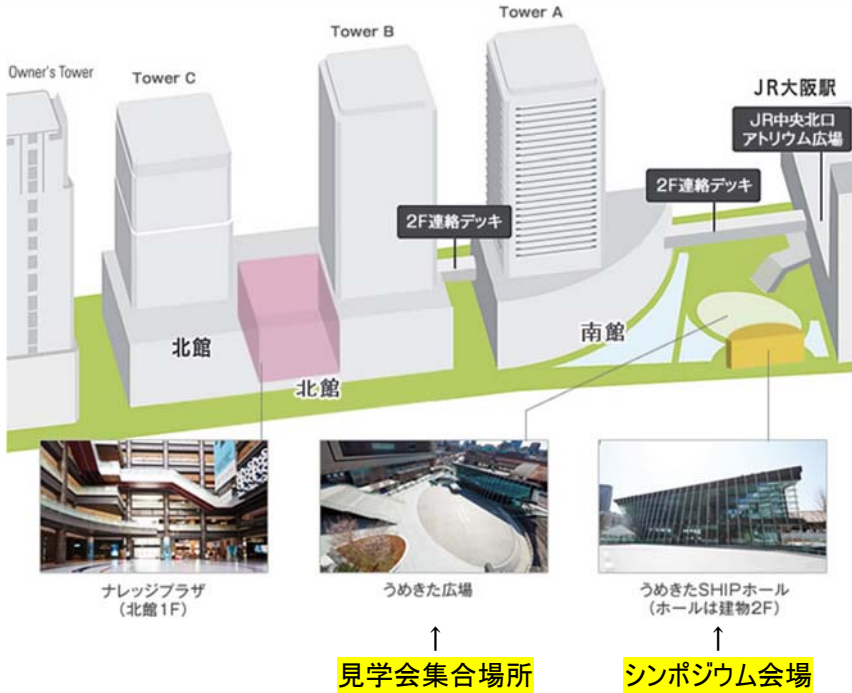 Tower A
Tower B
Tower C
Owner's Tower
JR大阪駅
JR中央北口
アトリウム広場
2F連絡デッキ
2F連絡デッキ
南館
北館
北館
ナレッジプラザ
(北館1F)
うめきた広場
うめきたSHIPホール
(ホールは建物2F)
↑
↑
見学会集合場所
シンポジウム会場